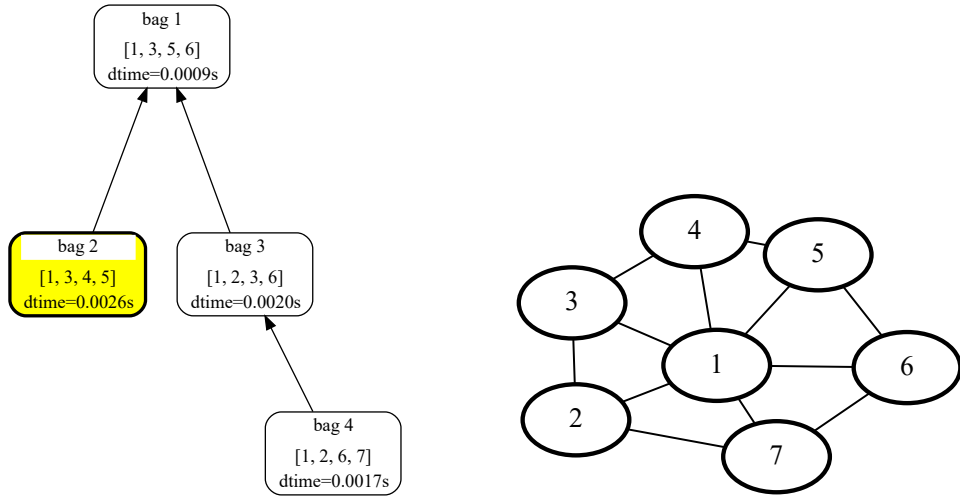 bag 1
[1, 3, 5, 6]
dtime=0.0009s
bag 2
[1, 3, 4, 5]
dtime=0.0026s
bag 3
[1, 2, 3, 6]
dtime=0.0020s
bag 4
[1, 2, 6, 7]
dtime=0.0017s
4
5
3
1
6
2
7